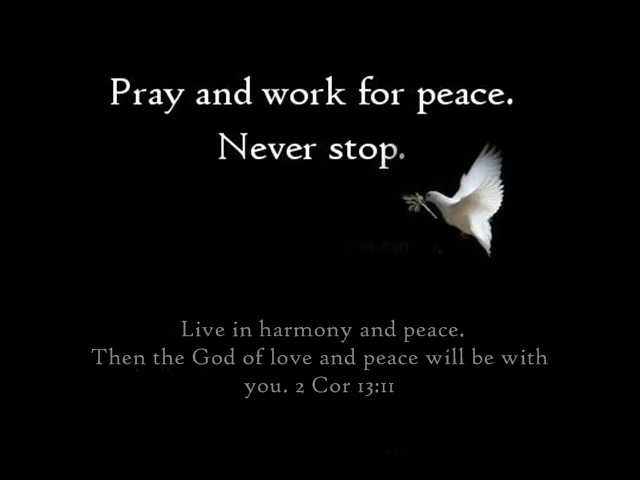 Pray and work for peace.
Never stop.
Live in harmony and peace.
Then the God of love and peace will be with
you. 2 Cor 13:11